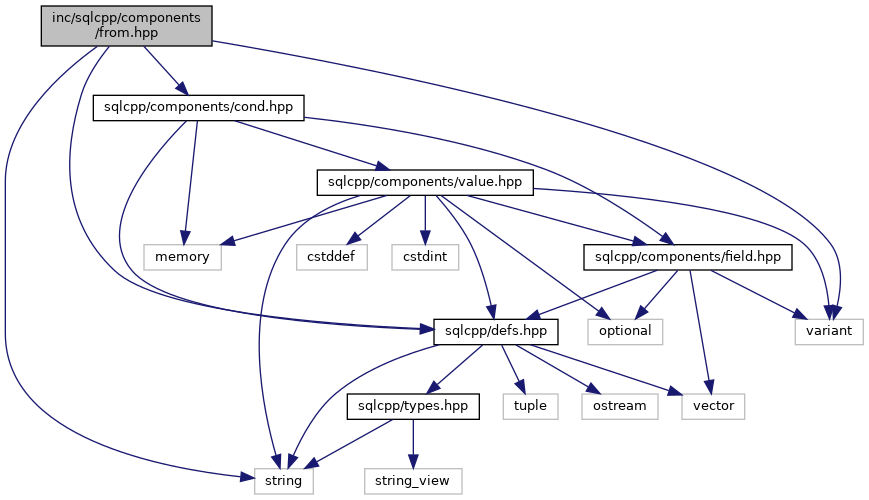 inc/sqlcpp/components
/from.hpp
sqlcpp/components/cond.hpp
sqlcpp/components/value.hpp
memory
cstddef
cstdint
sqlcpp/components/field.hpp
sqlcpp/defs.hpp
optional
variant
sqlcpp/types.hpp
tuple
ostream
vector
string
string_view